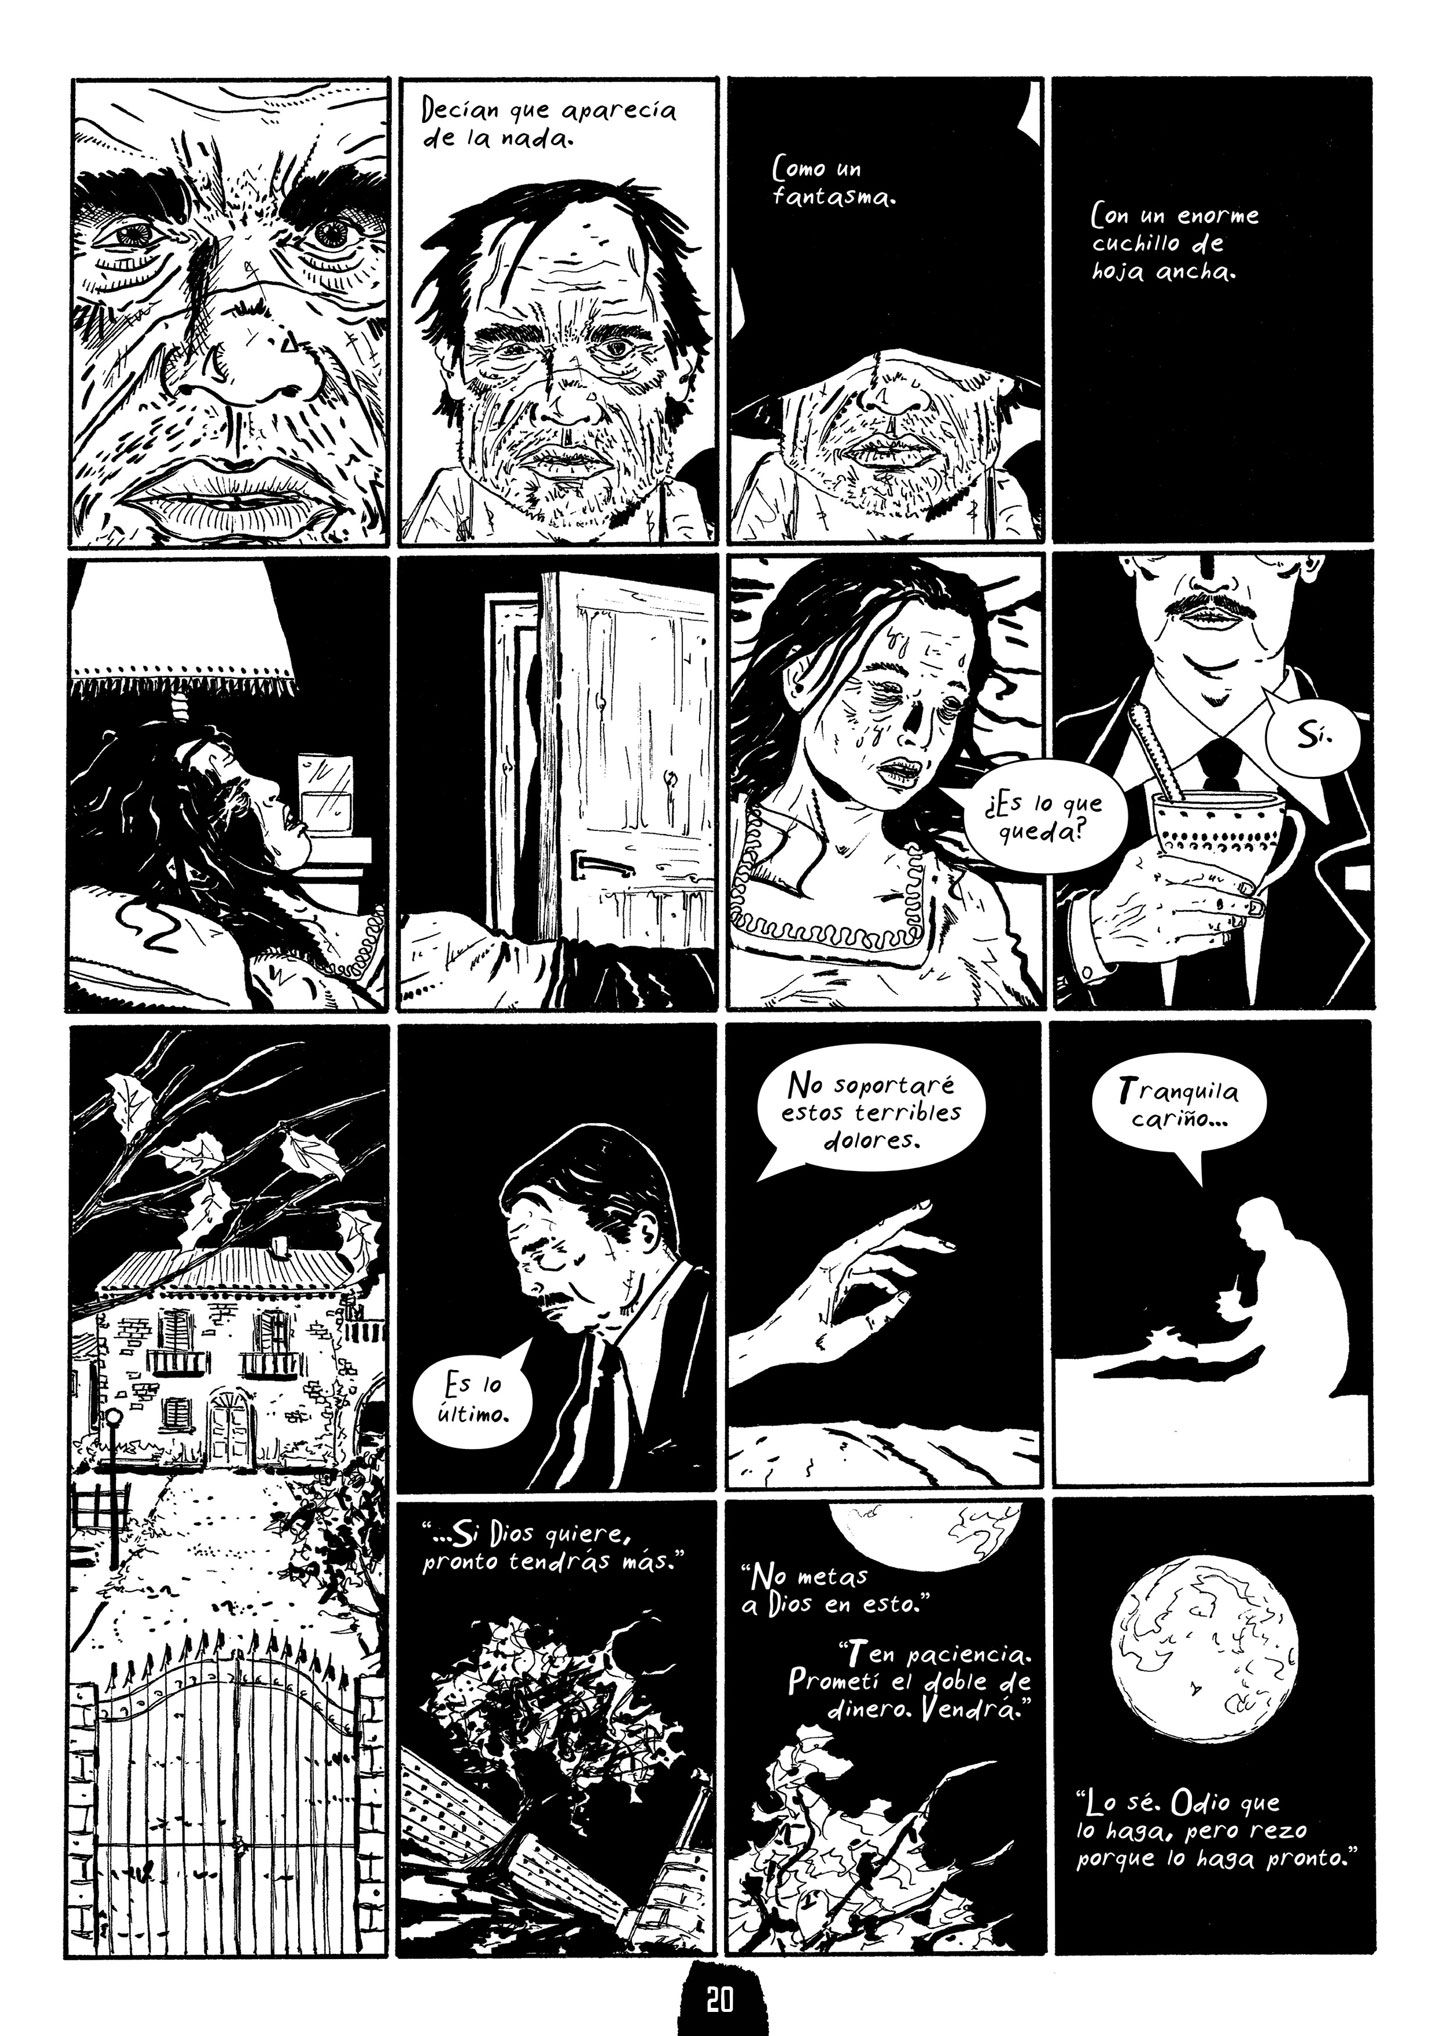 Decían que aparecía
de la nada.
Como un
fantasma.
Con un enorme
cuchillo de
hoja ancha.
¿Es lo que
queda?
Sí.
Es lo
último.
No soportaré
estos terribles
dolores.
Tranquila
cariño...
"...Si Dios quiere,
pronto tendrás más."
"No metas
a Dios en esto."
"Ten paciencia.
Prometí el doble de
dinero. Vendrá."
"Lo sé. Odio que
lo haga, pero rezo
porque lo haga pronto."
20